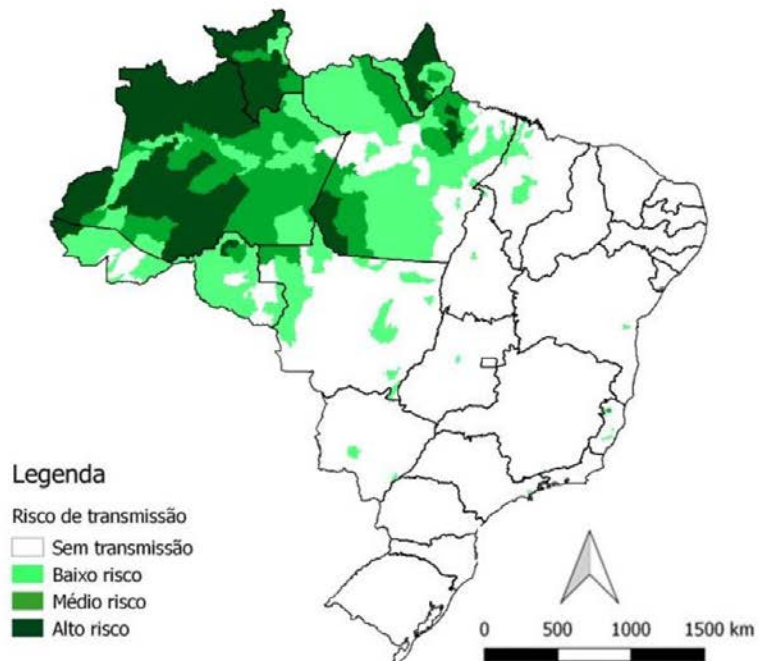 Legenda
Risco de transmissão
Sem transmissão
Baixo risco
Médio risco
Alto risco
0 500 1000 1500 km